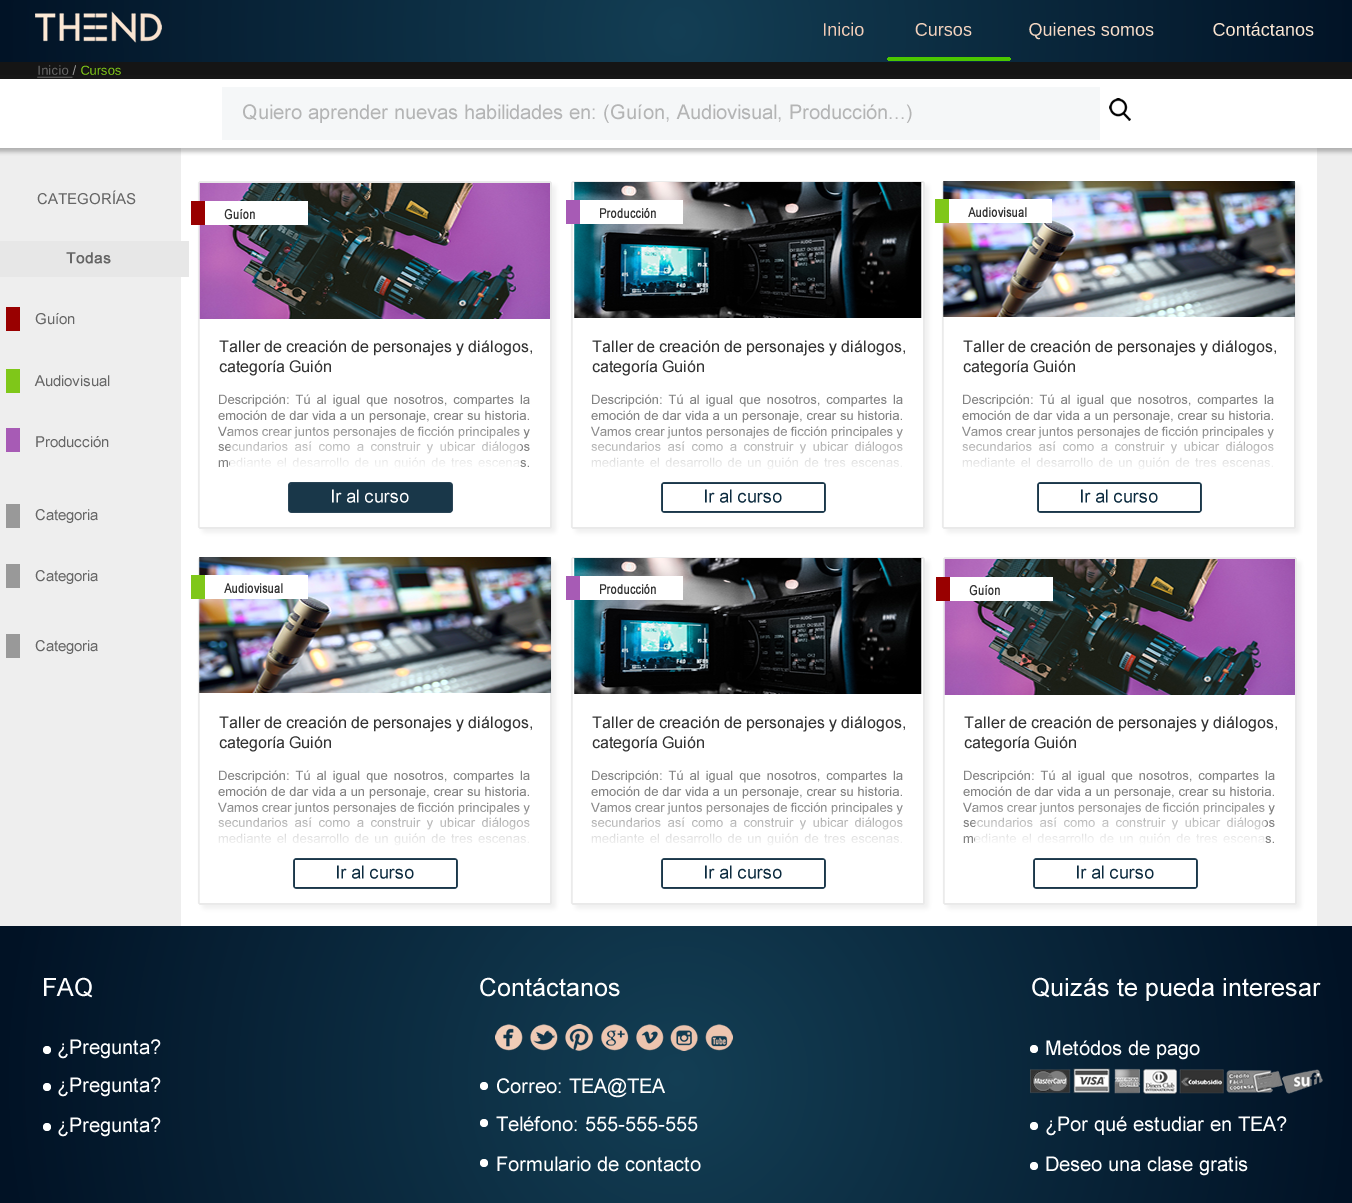 THEND
Inicio Cursos Quienes somos Contáctanos
Inicio / Cursos
Quiero aprender nuevas habilidades en: (Guíon, Audiovisual, Producción...)
CATEGORÍAS
Todas
Guíon
Audiovisual
Producción
Categoria
Categoria
Categoria
Guíon
Taller de creación de personajes y diálogos,
categoría Guión
Descripción: Tú al igual que nosotros, compartes la
emoción de dar vida a un personaje, crear su historia.
Vamos crear juntos personajes de ficción principales y
secundarios así como a construir y ubicar diálogos
mediante el desarrollo de un guión de tres escenas.
Ir al curso
Producción
Taller de creación de personajes y diálogos,
categoría Guión
Descripción: Tú al igual que nosotros, compartes la
emoción de dar vida a un personaje, crear su historia.
Vamos crear juntos personajes de ficción principales y
secundarios así como a construir y ubicar diálogos
mediante el desarrollo de un guión de tres escenas.
Ir al curso
Audiovisual
Taller de creación de personajes y diálogos,
categoría Guión
Descripción: Tú al igual que nosotros, compartes la
emoción de dar vida a un personaje, crear su historia.
Vamos crear juntos personajes de ficción principales y
secundarios así como a construir y ubicar diálogos
mediante el desarrollo de un guión de tres escenas.
Ir al curso
Audiovisual
Taller de creación de personajes y diálogos,
categoría Guión
Descripción: Tú al igual que nosotros, compartes la
emoción de dar vida a un personaje, crear su historia.
Vamos crear juntos personajes de ficción principales y
secundarios así como a construir y ubicar diálogos
mediante el desarrollo de un guión de tres escenas.
Ir al curso
Producción
Taller de creación de personajes y diálogos,
categoría Guión
Descripción: Tú al igual que nosotros, compartes la
emoción de dar vida a un personaje, crear su historia.
Vamos crear juntos personajes de ficción principales y
secundarios así como a construir y ubicar diálogos
mediante el desarrollo de un guión de tres escenas.
Ir al curso
Guíon
Taller de creación de personajes y diálogos,
categoría Guión
Descripción: Tú al igual que nosotros, compartes la
emoción de dar vida a un personaje, crear su historia.
Vamos crear juntos personajes de ficción principales y
secundarios así como a construir y ubicar diálogos
mediante el desarrollo de un guión de tres escenas.
Ir al curso
FAQ
¿Pregunta?
¿Pregunta?
¿Pregunta?
Contáctanos
Correo: TEA@TEA
Teléfono: 555-555-555
Formulario de contacto
Quizás te pueda interesar
Metódos de pago
MasterCard VISA Diners Club Colsubsidio
¿Por qué estudiar en TEA?
Deseo una clase gratis